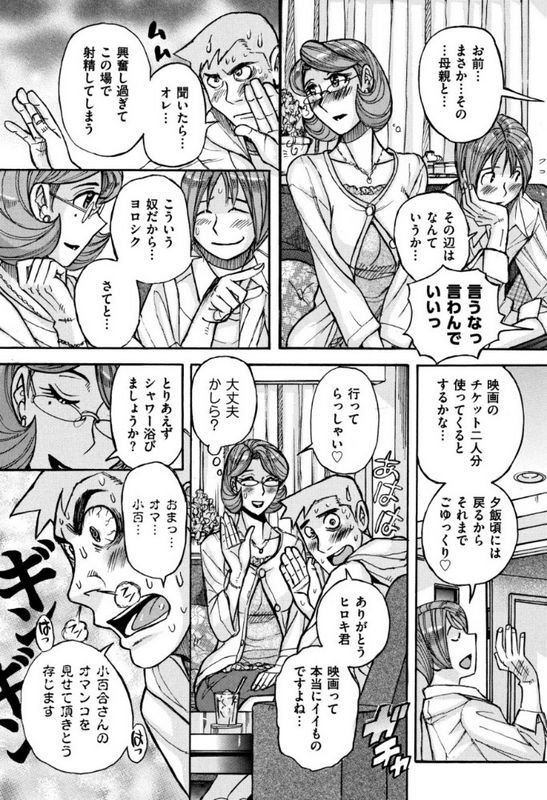 お前…
まさか…その
…母親と…
その辺は
なんて
いうか…
言うなっ
言わんで
いいっ
聞いたら…
オレ…
興奮し過ぎて
この場で
射精してしまう
こういう
奴だから…
ヨロシク
さてと…
映画の
チケット二人分
使ってくると
するかな…
夕飯頃には
戻るから
それまで
ごゆっくり♡
行って
らっしゃい♡
大丈夫
かしら？
あはなな
ありがとう
ヒロキ君
映画って
本当にイイもの
ですよね…
とりあえず
シャワー浴び
ましょうか？
おまっ…
オマ…
小百…
ギンギン
はっ
はっ
小百合さんの
オマンコを
見せて頂きとう
存じます